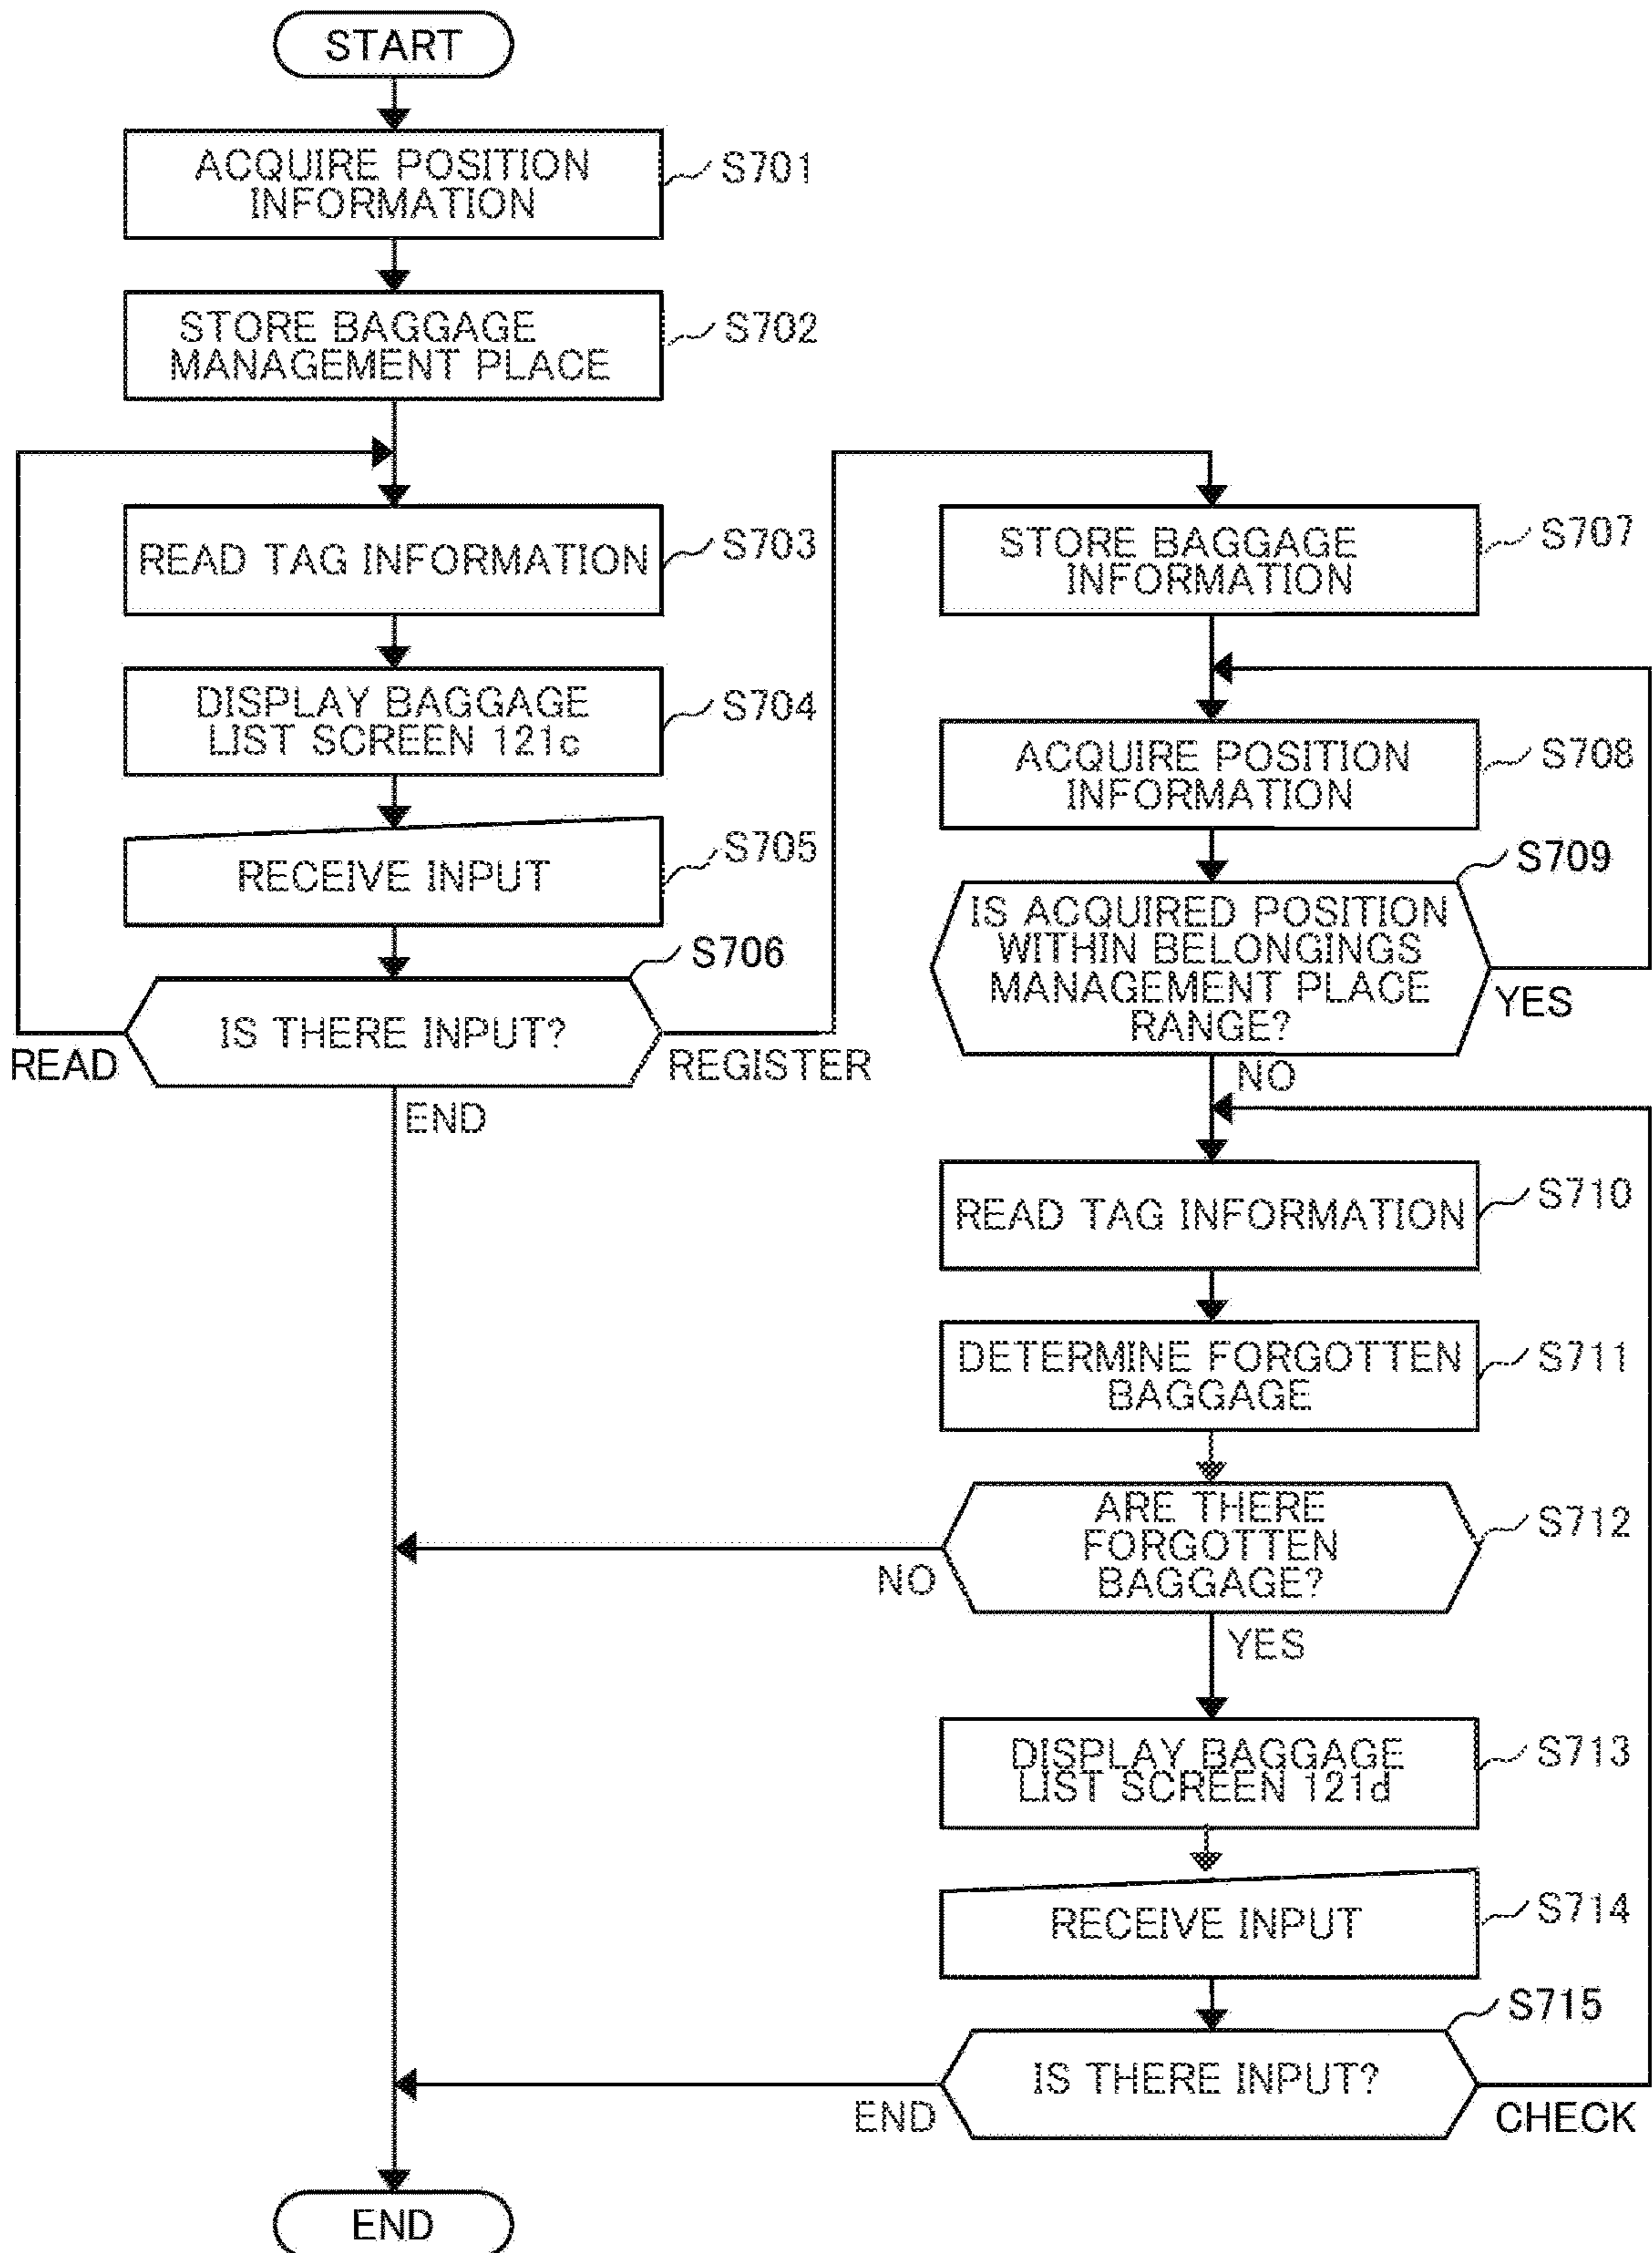 START
ACQUIRE POSITION
INFORMATION
S701
STORE BAGGAGE
MANAGEMENT PLACE
S702
READ TAG INFORMATION
S703
DISPLAY BAGGAGE
LIST SCREEN 121c
S704
RECEIVE INPUT
S705
IS THERE INPUT?
S706
READ
REGISTER
END
STORE BAGGAGE
INFORMATION
S707
ACQUIRE POSITION
INFORMATION
S708
IS ACQUIRED POSITION
WITHIN BELONGINGS
MANAGEMENT PLACE
RANGE?
S709
YES
NO
READ TAG INFORMATION
S710
DETERMINE FORGOTTEN
BAGGAGE
S711
ARE THERE
FORGOTTEN
BAGGAGE?
S712
NO
YES
DISPLAY BAGGAGE
LIST SCREEN 121d
S713
RECEIVE INPUT
S714
IS THERE INPUT?
S715
END
CHECK
END